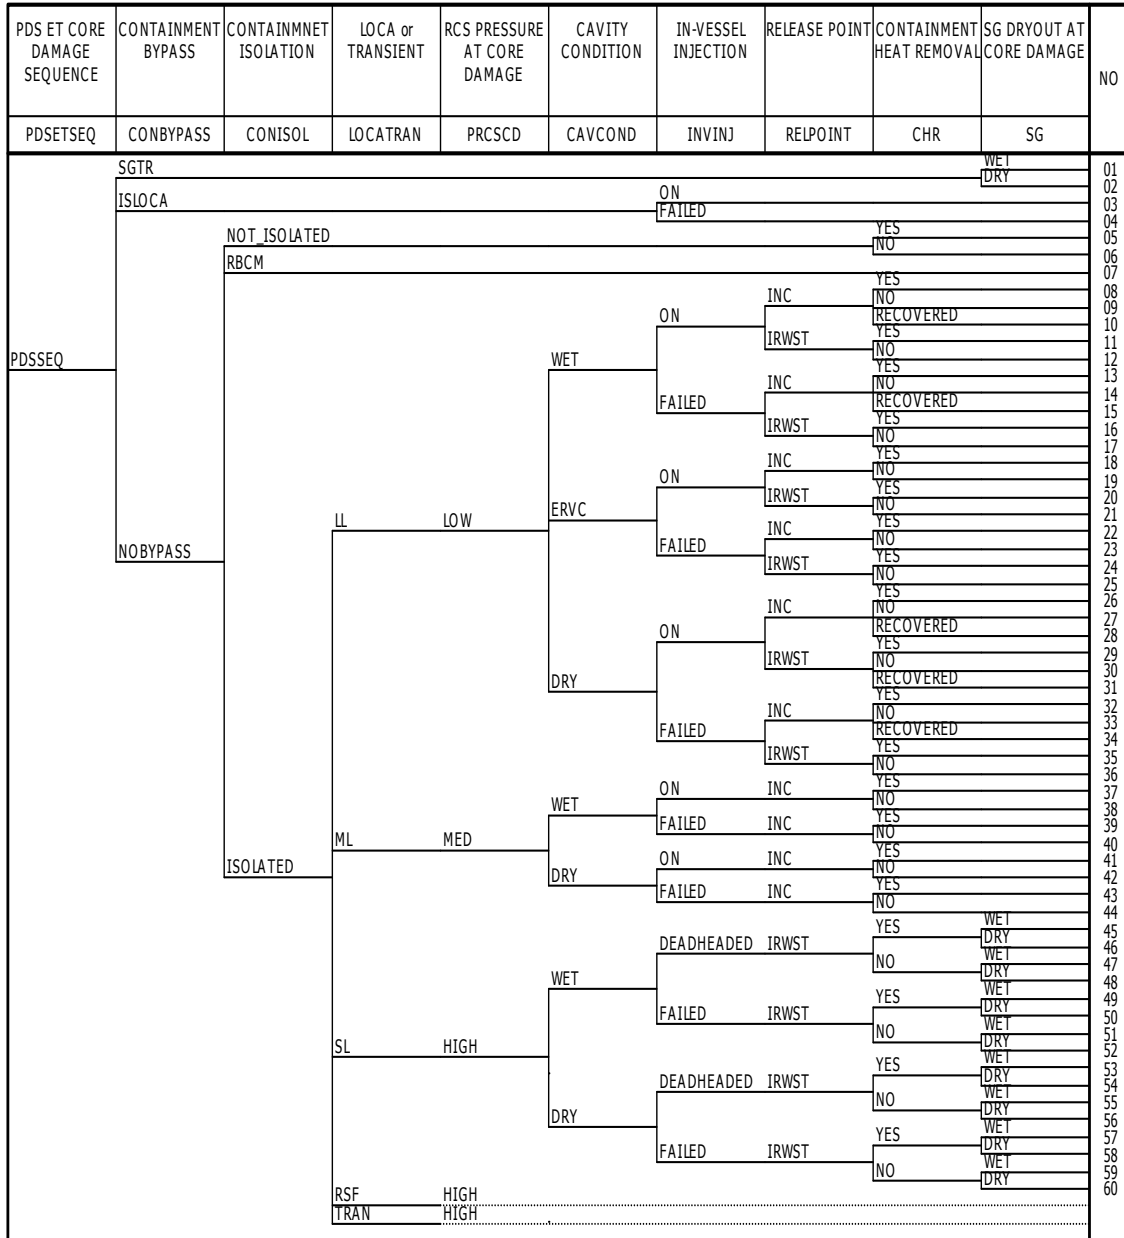 PDS ET CORE DAMAGE SEQUENCE
CONTAINMENT BYPASS
CONTAINMNET ISOLATION
LOCA or TRANSIENT
RCS PRESSURE AT CORE DAMAGE
CAVITY CONDITION
IN-VESSEL INJECTION
RELEASE POINT
CONTAINMENT HEAT REMOVAL
SG DRYOUT AT CORE DAMAGE
NO
PDSETSEQ CONBYPASS CONISOL LOCATRAN PRCSCD CAVCOND INVINJ RELPOINT CHR SG
WET 01
SGTR DRY 02
ON 03
ISLOCA FAILED 04
YES 05
NOT_ISOLATED NO 06
RBCM 07
YES 08
INC NO 09
RECOVERED 10
ON YES 11
IRWST NO 12
PDSSEQ WET YES 13
INC NO 14
FAILED RECOVERED 15
YES 16
IRWST NO 17
YES 18
INC NO 19
ON YES 20
IRWST NO 21
LL LOW ERVC YES 22
INC NO 23
NOBYPASS FAILED YES 24
IRWST NO 25
YES 26
INC NO 27
RECOVERED 28
ON YES 29
IRWST NO 30
DRY RECOVERED 31
YES 32
INC NO 33
FAILED RECOVERED 34
YES 35
IRWST NO 36
ON INC YES 37
WET NO 38
FAILED INC YES 39
ML MED NO 40
ON INC YES 41
ISOLATED DRY NO 42
FAILED INC YES 43
NO 44
YES WET 45
DEADHEADED IRWST DRY 46
NO WET 47
WET DRY 48
YES WET 49
FAILED IRWST DRY 50
NO WET 51
SL HIGH DRY 52
YES WET 53
DEADHEADED IRWST DRY 54
NO WET 55
DRY DRY 56
YES WET 57
FAILED IRWST DRY 58
NO WET 59
DRY 60
RSF HIGH
TRAN HIGH